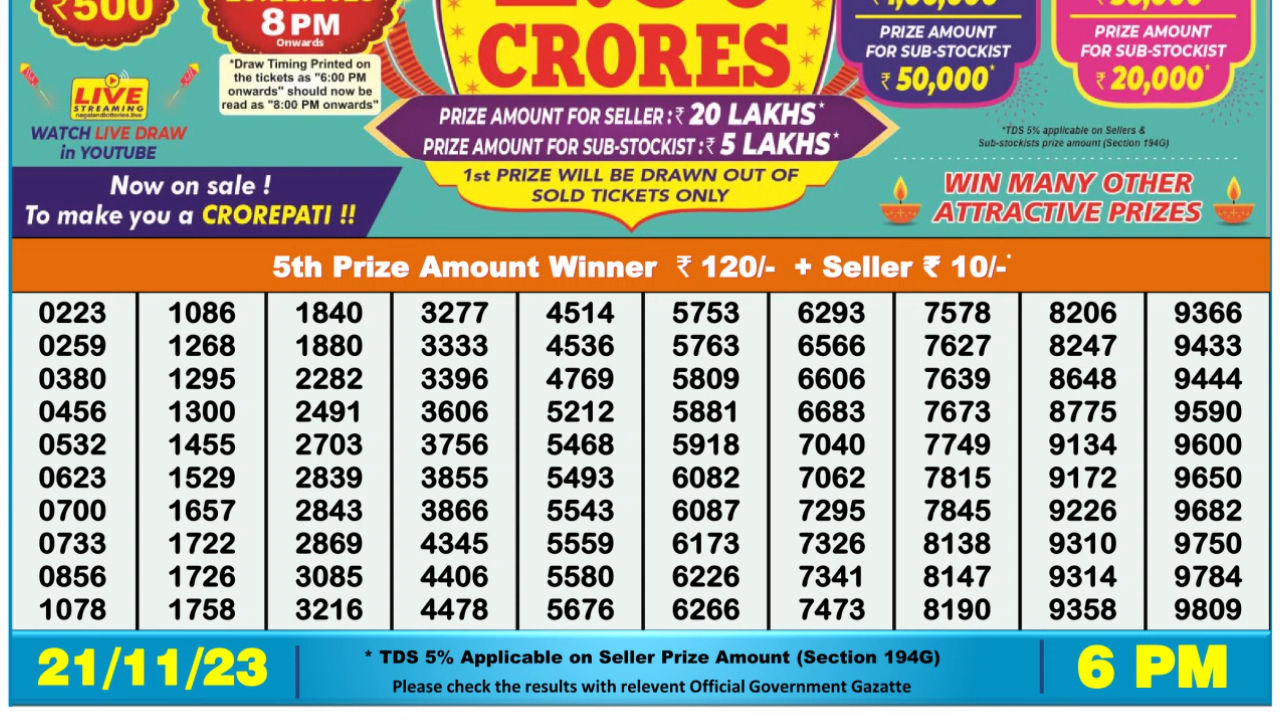 ₹500
8 PM
Onwards
*Draw Timing Printed on
the tickets as "6:00 PM
onwards" should now be
read as "8:00 PM onwards"
LIVE
STREAMING
nagalandlotteries.live
WATCH LIVE DRAW
in YOUTUBE
Now on sale !
To make you a CROREPATI !!
CRORES
PRIZE AMOUNT FOR SELLER : ₹ 20 LAKHS*
PRIZE AMOUNT FOR SUB-STOCKIST : ₹ 5 LAKHS*
1st PRIZE WILL BE DRAWN OUT OF
SOLD TICKETS ONLY
PRIZE AMOUNT
FOR SUB-STOCKIST
₹ 50,000*
PRIZE AMOUNT
FOR SUB-STOCKIST
₹ 20,000*
*TDS 5% applicable on Sellers &
Sub-stockists prize amount (Section 194G)
WIN MANY OTHER
ATTRACTIVE PRIZES
5th Prize Amount Winner ₹ 120/- + Seller ₹ 10/-*
0223 1086 1840 3277 4514 5753 6293 7578 8206 9366
0259 1268 1880 3333 4536 5763 6566 7627 8247 9433
0380 1295 2282 3396 4769 5809 6606 7639 8648 9444
0456 1300 2491 3606 5212 5881 6683 7673 8775 9590
0532 1455 2703 3756 5468 5918 7040 7749 9134 9600
0623 1529 2839 3855 5493 6082 7062 7815 9172 9650
0700 1657 2843 3866 5543 6087 7295 7845 9226 9682
0733 1722 2869 4345 5559 6173 7326 8138 9310 9750
0856 1726 3085 4406 5580 6226 7341 8147 9314 9784
1078 1758 3216 4478 5676 6266 7473 8190 9358 9809
21/11/23
* TDS 5% Applicable on Seller Prize Amount (Section 194G)
Please check the results with relevent Official Government Gazatte
6 PM